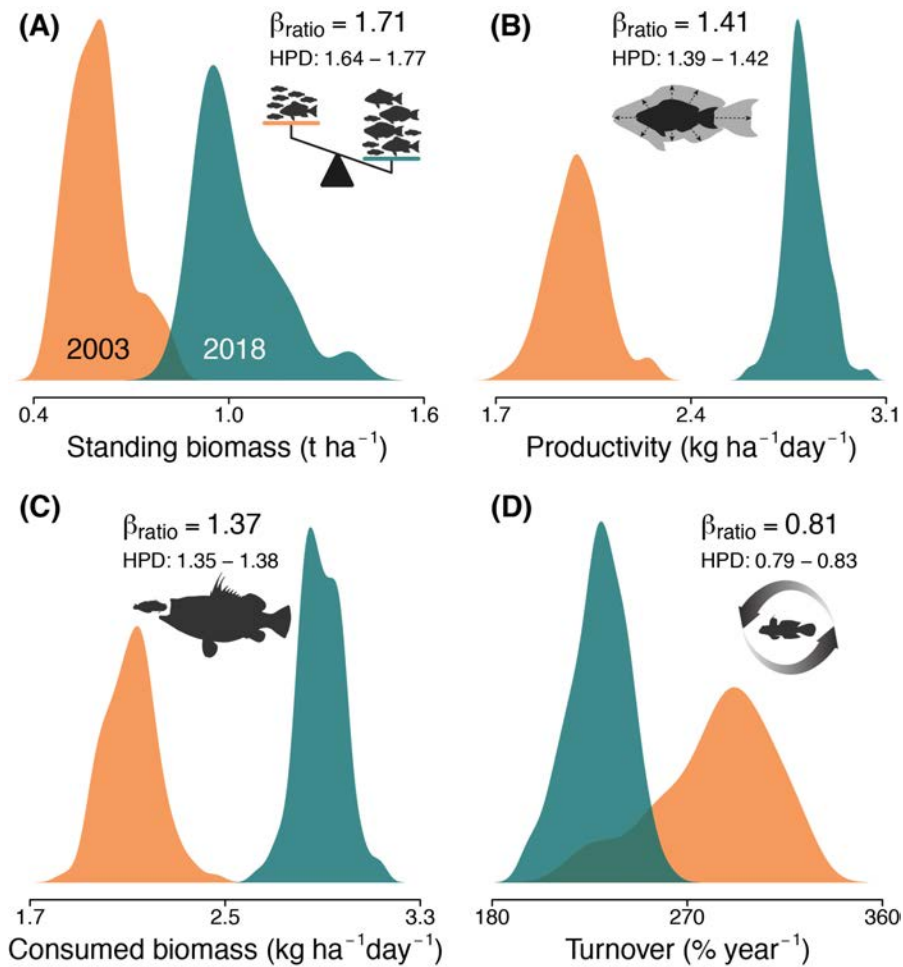 (A)
βratio = 1.71
HPD: 1.64 – 1.77
2003
2018
0.4
1.0
1.6
Standing biomass (t ha⁻¹)
(B)
βratio = 1.41
HPD: 1.39 – 1.42
1.7
2.4
3.1
Productivity (kg ha⁻¹day⁻¹)
(C)
βratio = 1.37
HPD: 1.35 – 1.38
1.7
2.5
3.3
Consumed biomass (kg ha⁻¹day⁻¹)
(D)
βratio = 0.81
HPD: 0.79 – 0.83
180
270
360
Turnover (% year⁻¹)